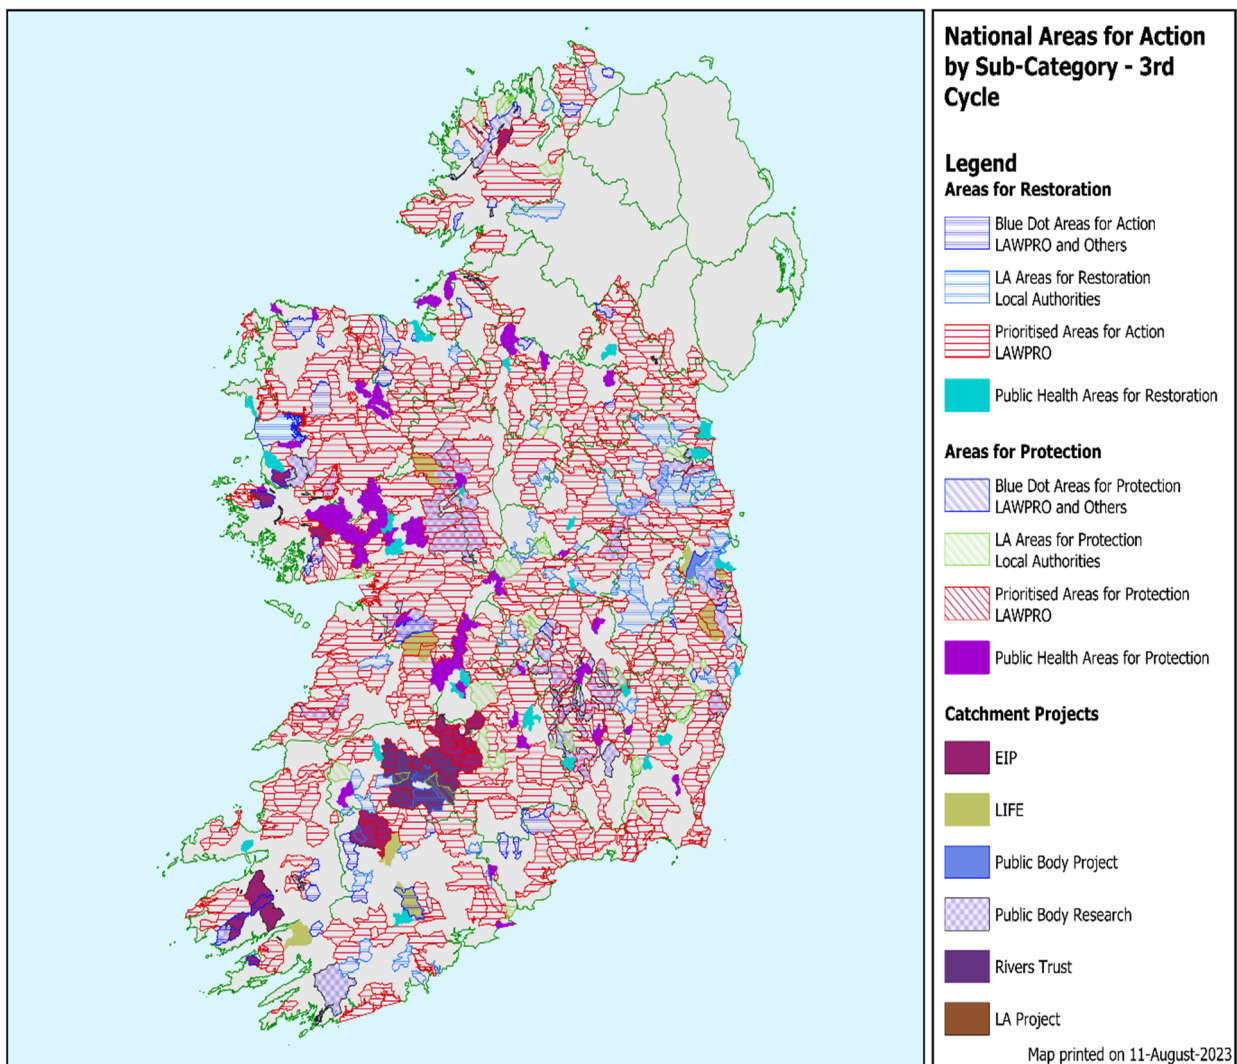 National Areas for Action
by Sub-Category - 3rd
Cycle
Legend
Areas for Restoration
Blue Dot Areas for Action
LAWPRO and Others
LA Areas for Restoration
Local Authorities
Prioritised Areas for Action
LAWPRO
Public Health Areas for Restoration
Areas for Protection
Blue Dot Areas for Protection
LAWPRO and Others
LA Areas for Protection
Local Authorities
Prioritised Areas for Protection
LAWPRO
Public Health Areas for Protection
Catchment Projects
EIP
LIFE
Public Body Project
Public Body Research
Rivers Trust
LA Project
Map printed on 11-August-2023